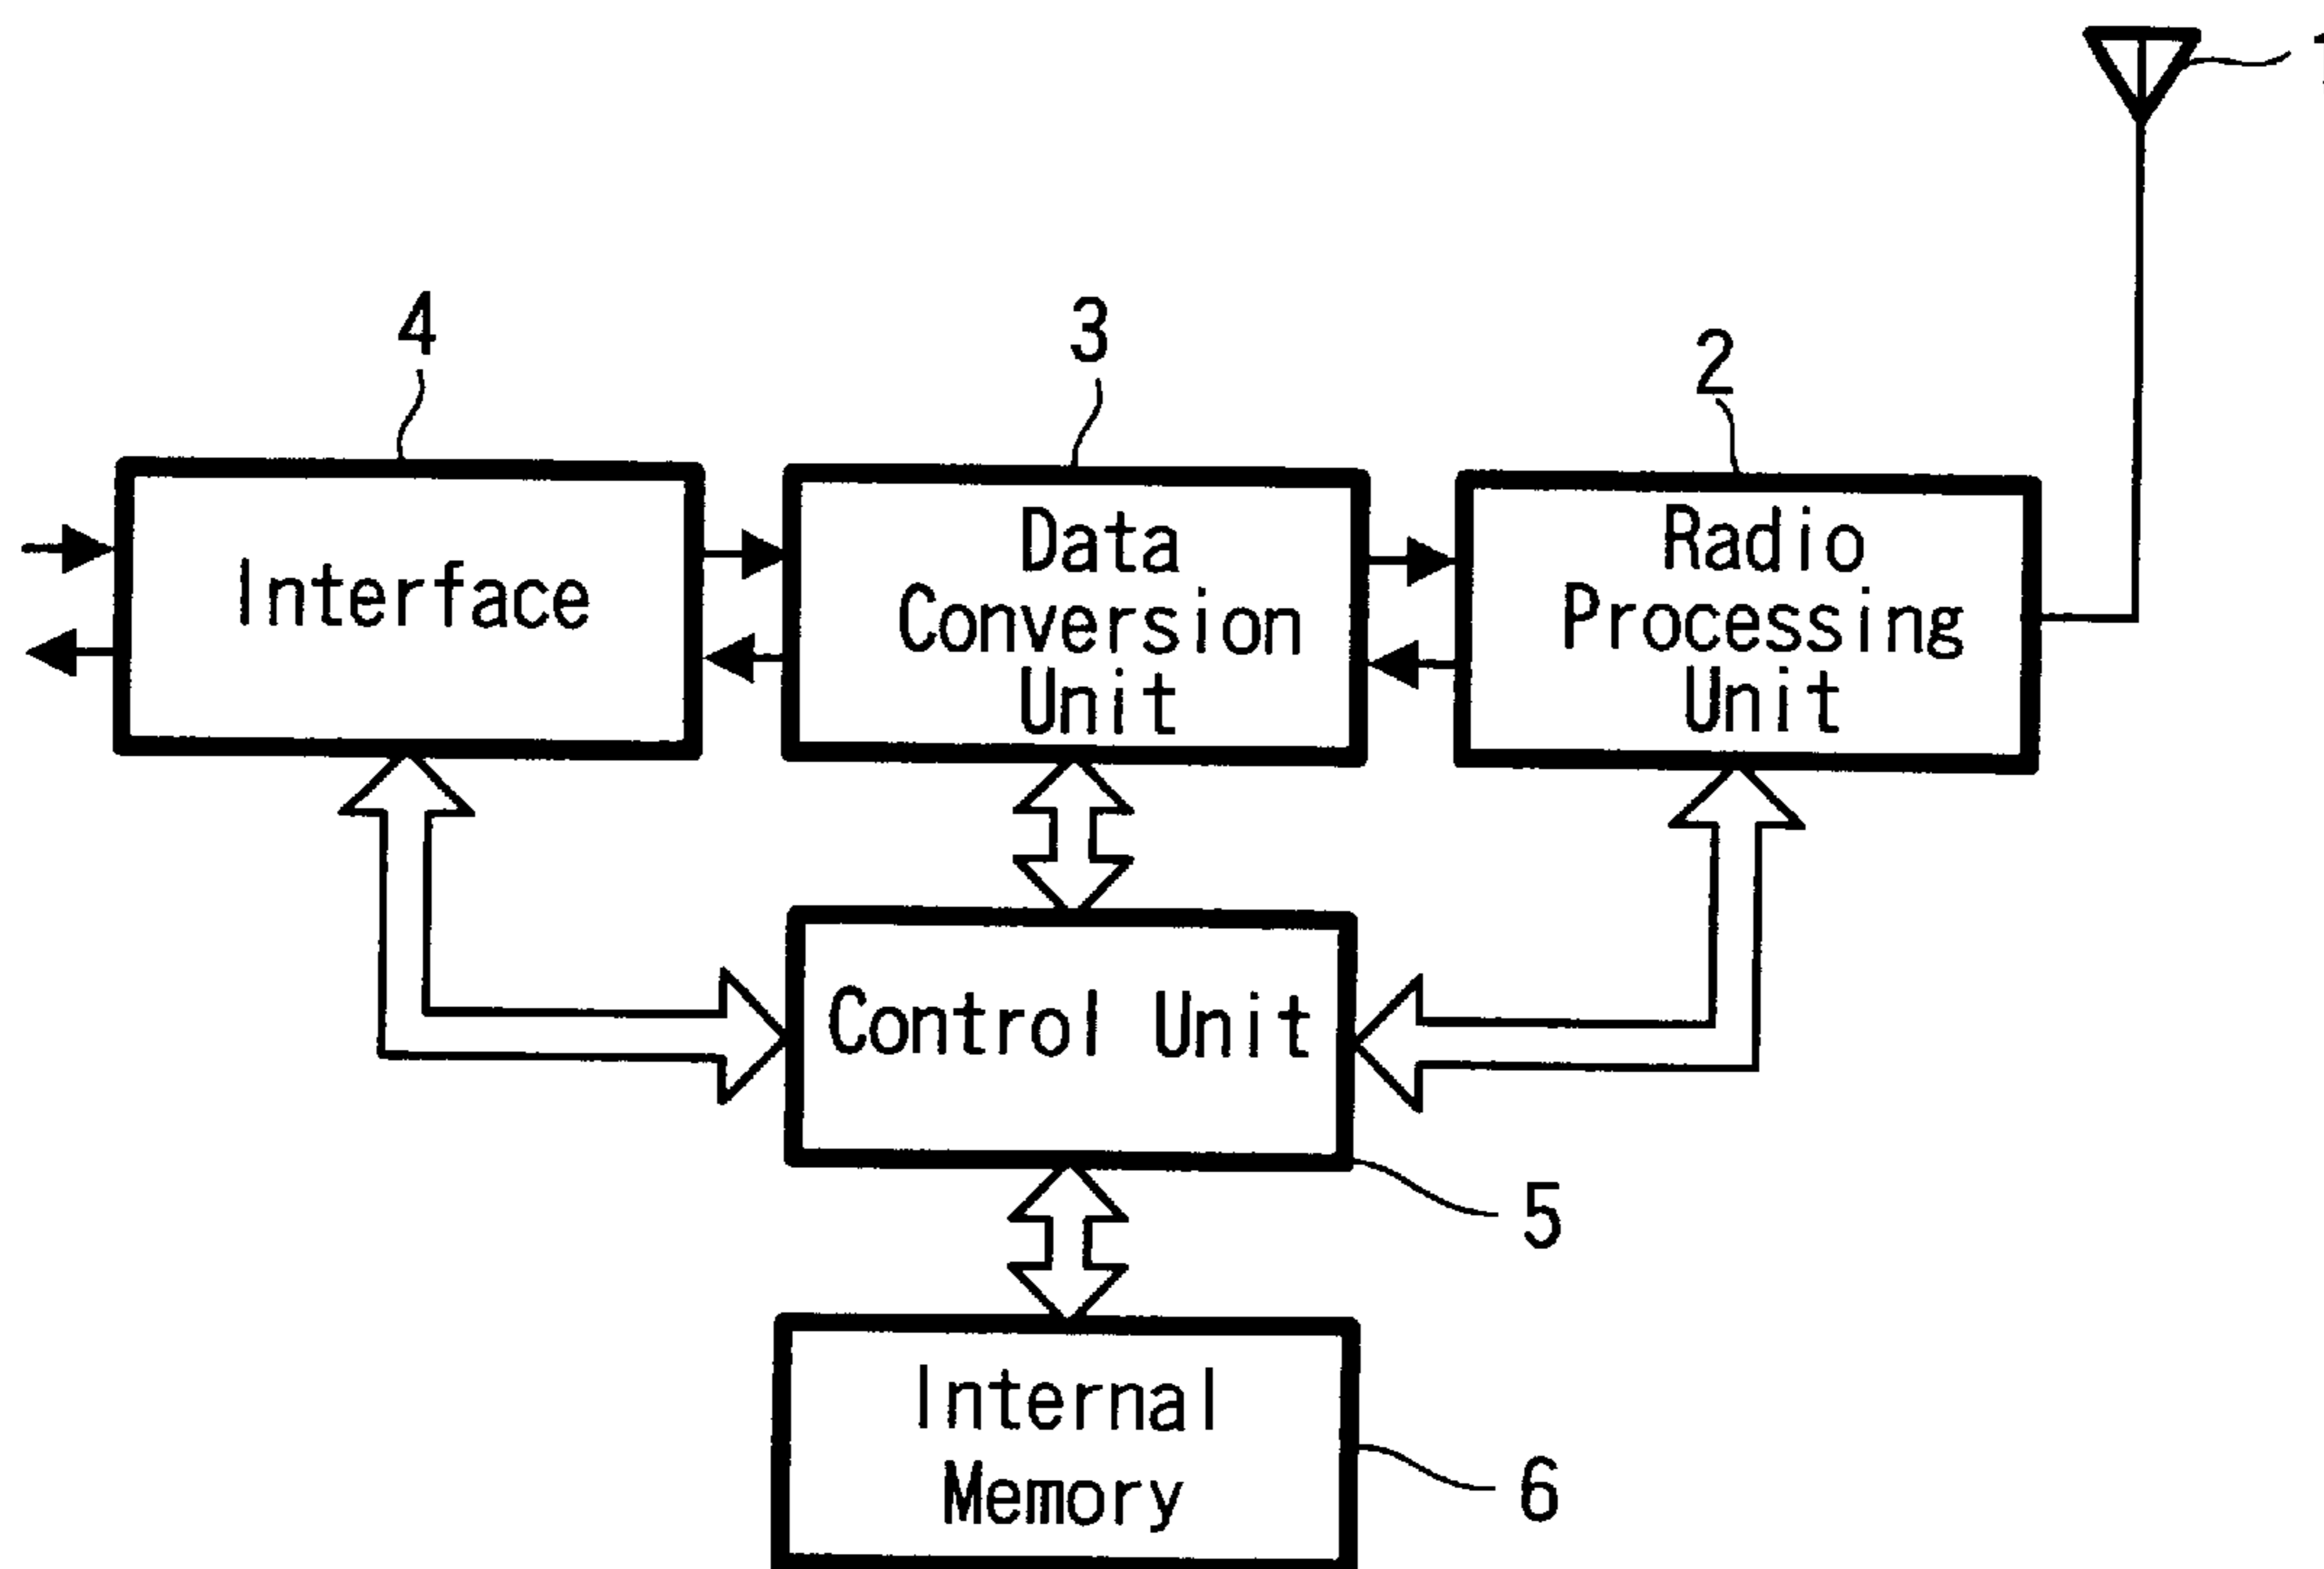 4
3
2
Interface
Data
Conversion
Unit
Radio
Processing
Unit
Control Unit
5
Internal
Memory
6